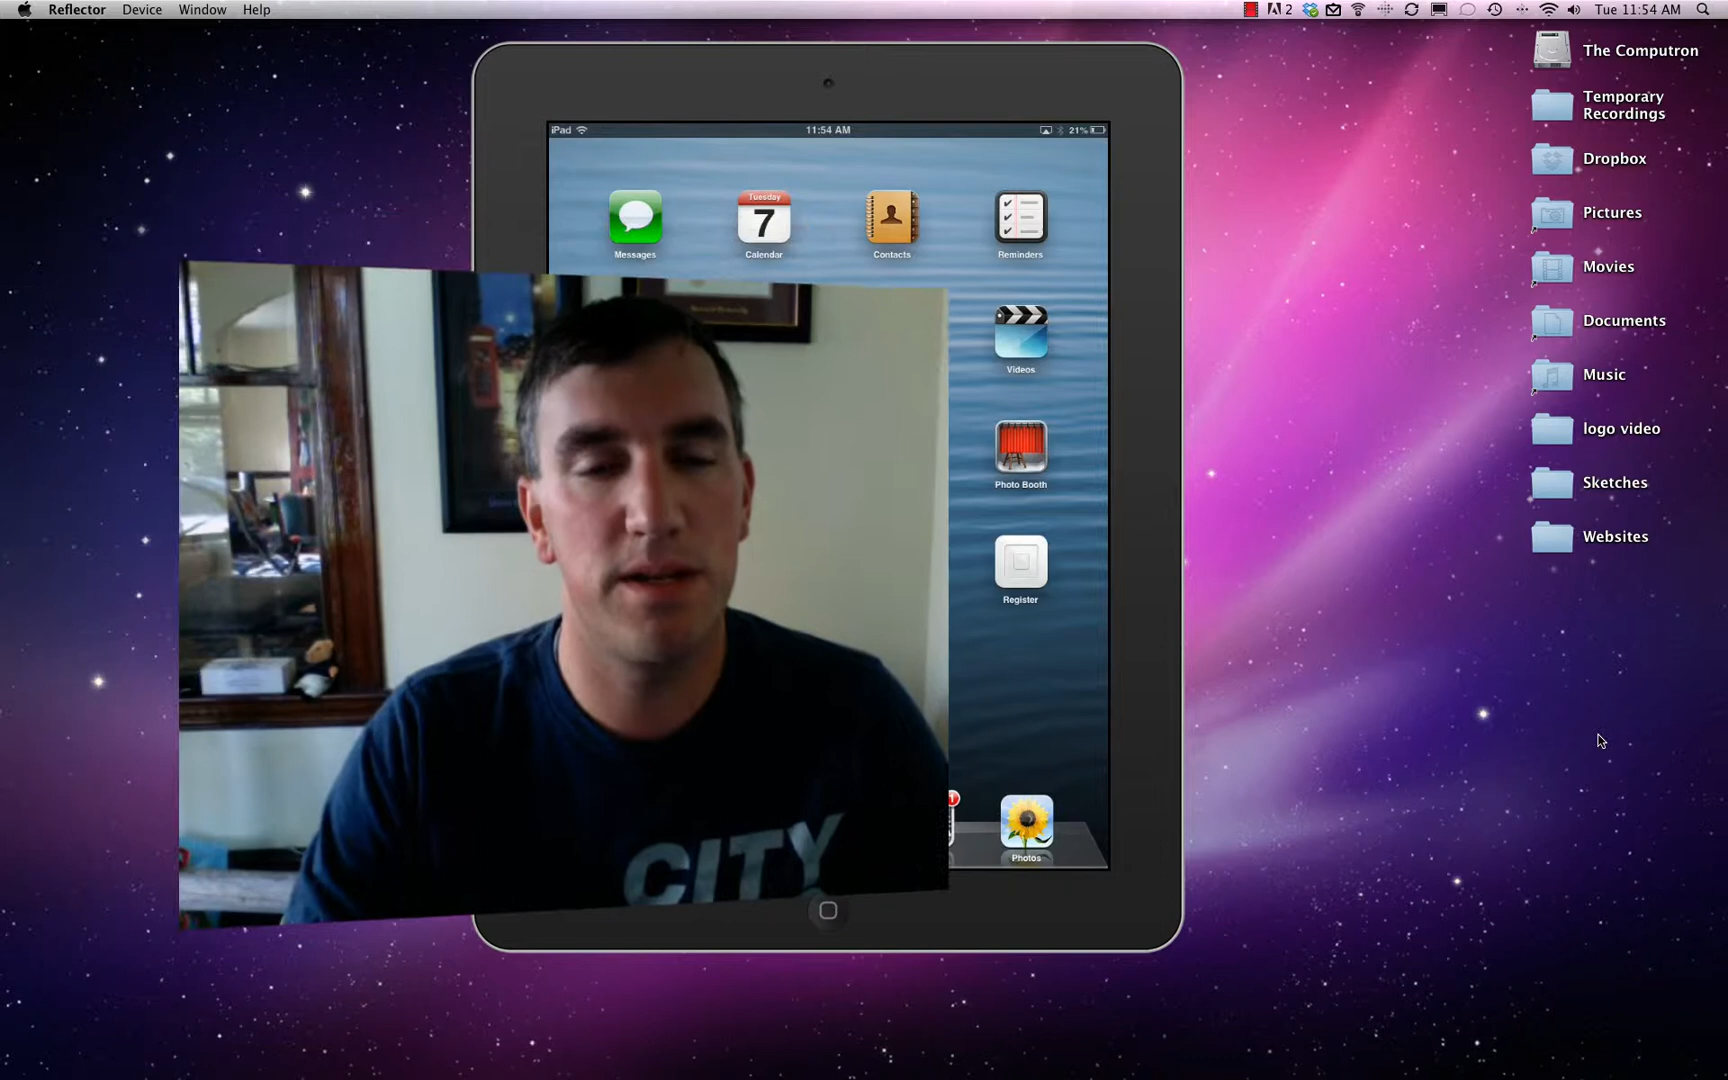 Reflector Device Window Help
2
Tue 11:54 AM
The Computron
Temporary
Recordings
Dropbox
Pictures
Movies
Documents
Music
logo video
Sketches
Websites
iPad
11:54 AM
21%
Tuesday
7
Messages
Calendar
Contacts
Reminders
Videos
Photo Booth
Register
1
Photos
CITY